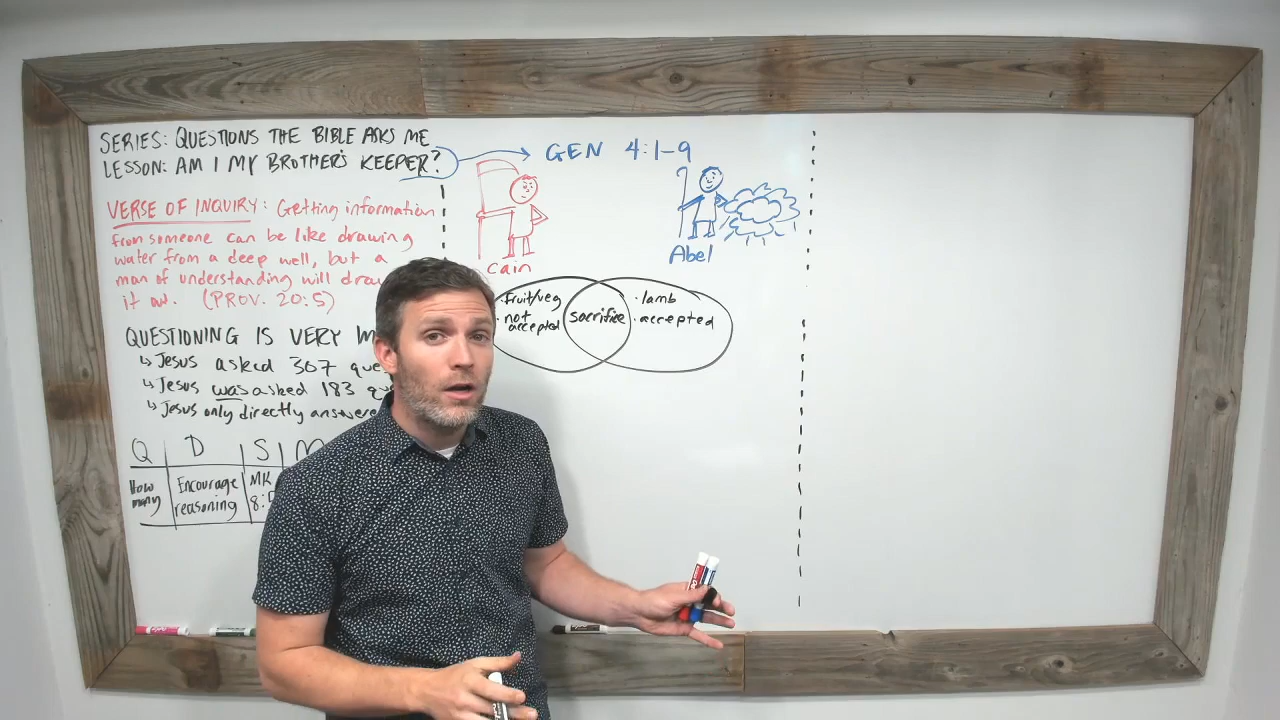 SERIES: QUESTIONS THE BIBLE ASKS ME
LESSON: AM I MY BROTHER'S KEEPER?
VERSE OF INQUIRY: Getting information
from someone can be like drawing
water from a deep well, but a
man of understanding will
it out. (PROV. 20:5)
QUESTIONING IS VERY
↳ Jesus asked 307
↳ Jesus was asked 183
↳ Jesus only directly answered
Q D S
How many
Encourage reasoning
MK
8:
GEN 4:1-9
Cain
Abel
• fruit/veg
• not accepted
sacrifice
• lamb
• accepted